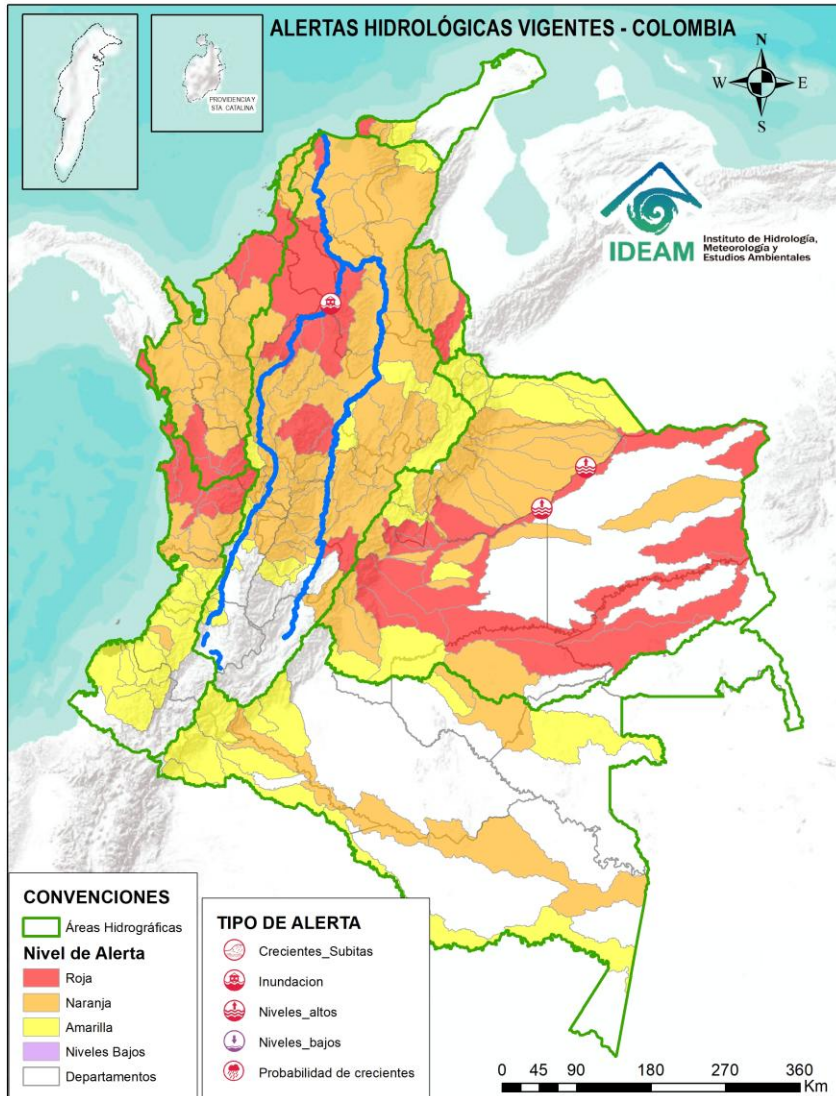 ALERTAS HIDROLÓGICAS VIGENTES - COLOMBIA
PROVIDENCIA Y
STA. CATALINA
N
W
E
S
IDEAM
Instituto de Hidrología,
Meteorología y
Estudios Ambientales
CONVENCIONES
Áreas Hidrográficas
Nivel de Alerta
Roja
Naranja
Amarilla
Niveles Bajos
Departamentos
TIPO DE ALERTA
Crecientes_Subitas
Inundacion
Niveles_altos
Niveles_bajos
Probabilidad de crecientes
0 45 90 180 270 360
Km